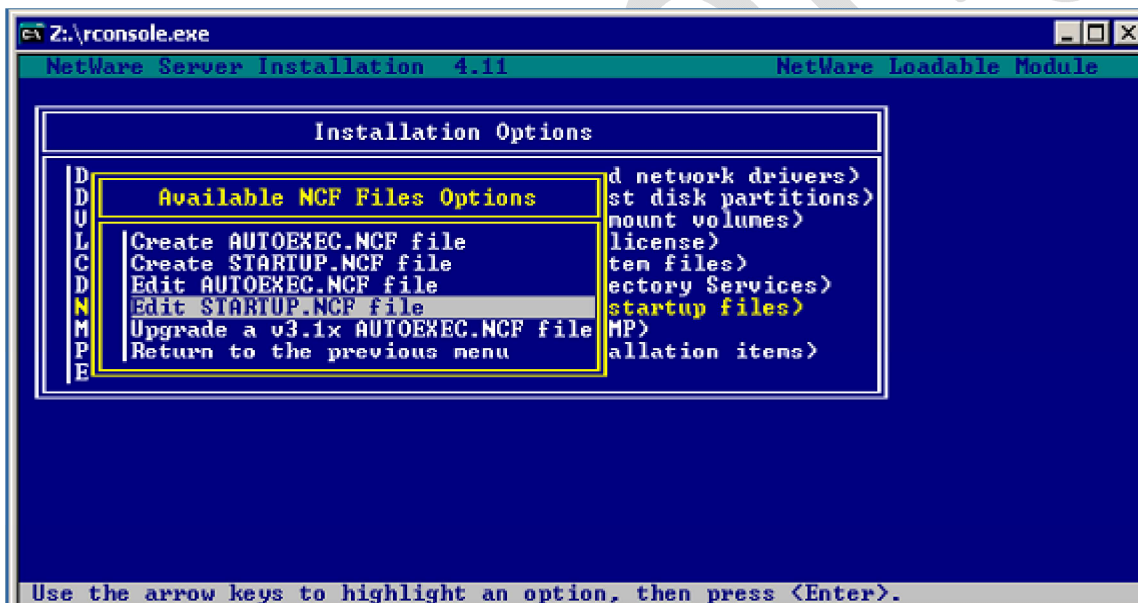 Z:.\rconsole.exe
NetWare Server Installation 4.11 NetWare Loadable Module
Installation Options
D d network drivers>
D Available NCF Files Options st disk partitions>
V mount volumes>
L Create AUTOEXEC.NCF file license>
C Create STARTUP.NCF file tem files>
D Edit AUTOEXEC.NCF file ectory Services>
N Edit STARTUP.NCF file startup files>
M Upgrade a v3.1x AUTOEXEC.NCF file MP>
P Return to the previous menu allation items>
E
Use the arrow keys to highlight an option, then press <Enter>.